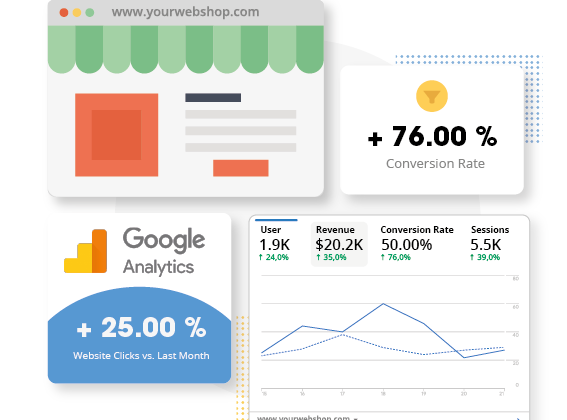 www.yourwebshop.com
+ 76.00 %
Conversion Rate
Google
Analytics
+ 25.00 %
Website Clicks vs. Last Month
User Revenue Conversion Rate Sessions
1.9K $20.2K 50.00% 5.5K
↑ 24,0% ↑ 35,0% ↑ 76,0% ↑ 39,0%
60
40
20
0
15 16 17 18 19 20 21
www.yourwebshop.com